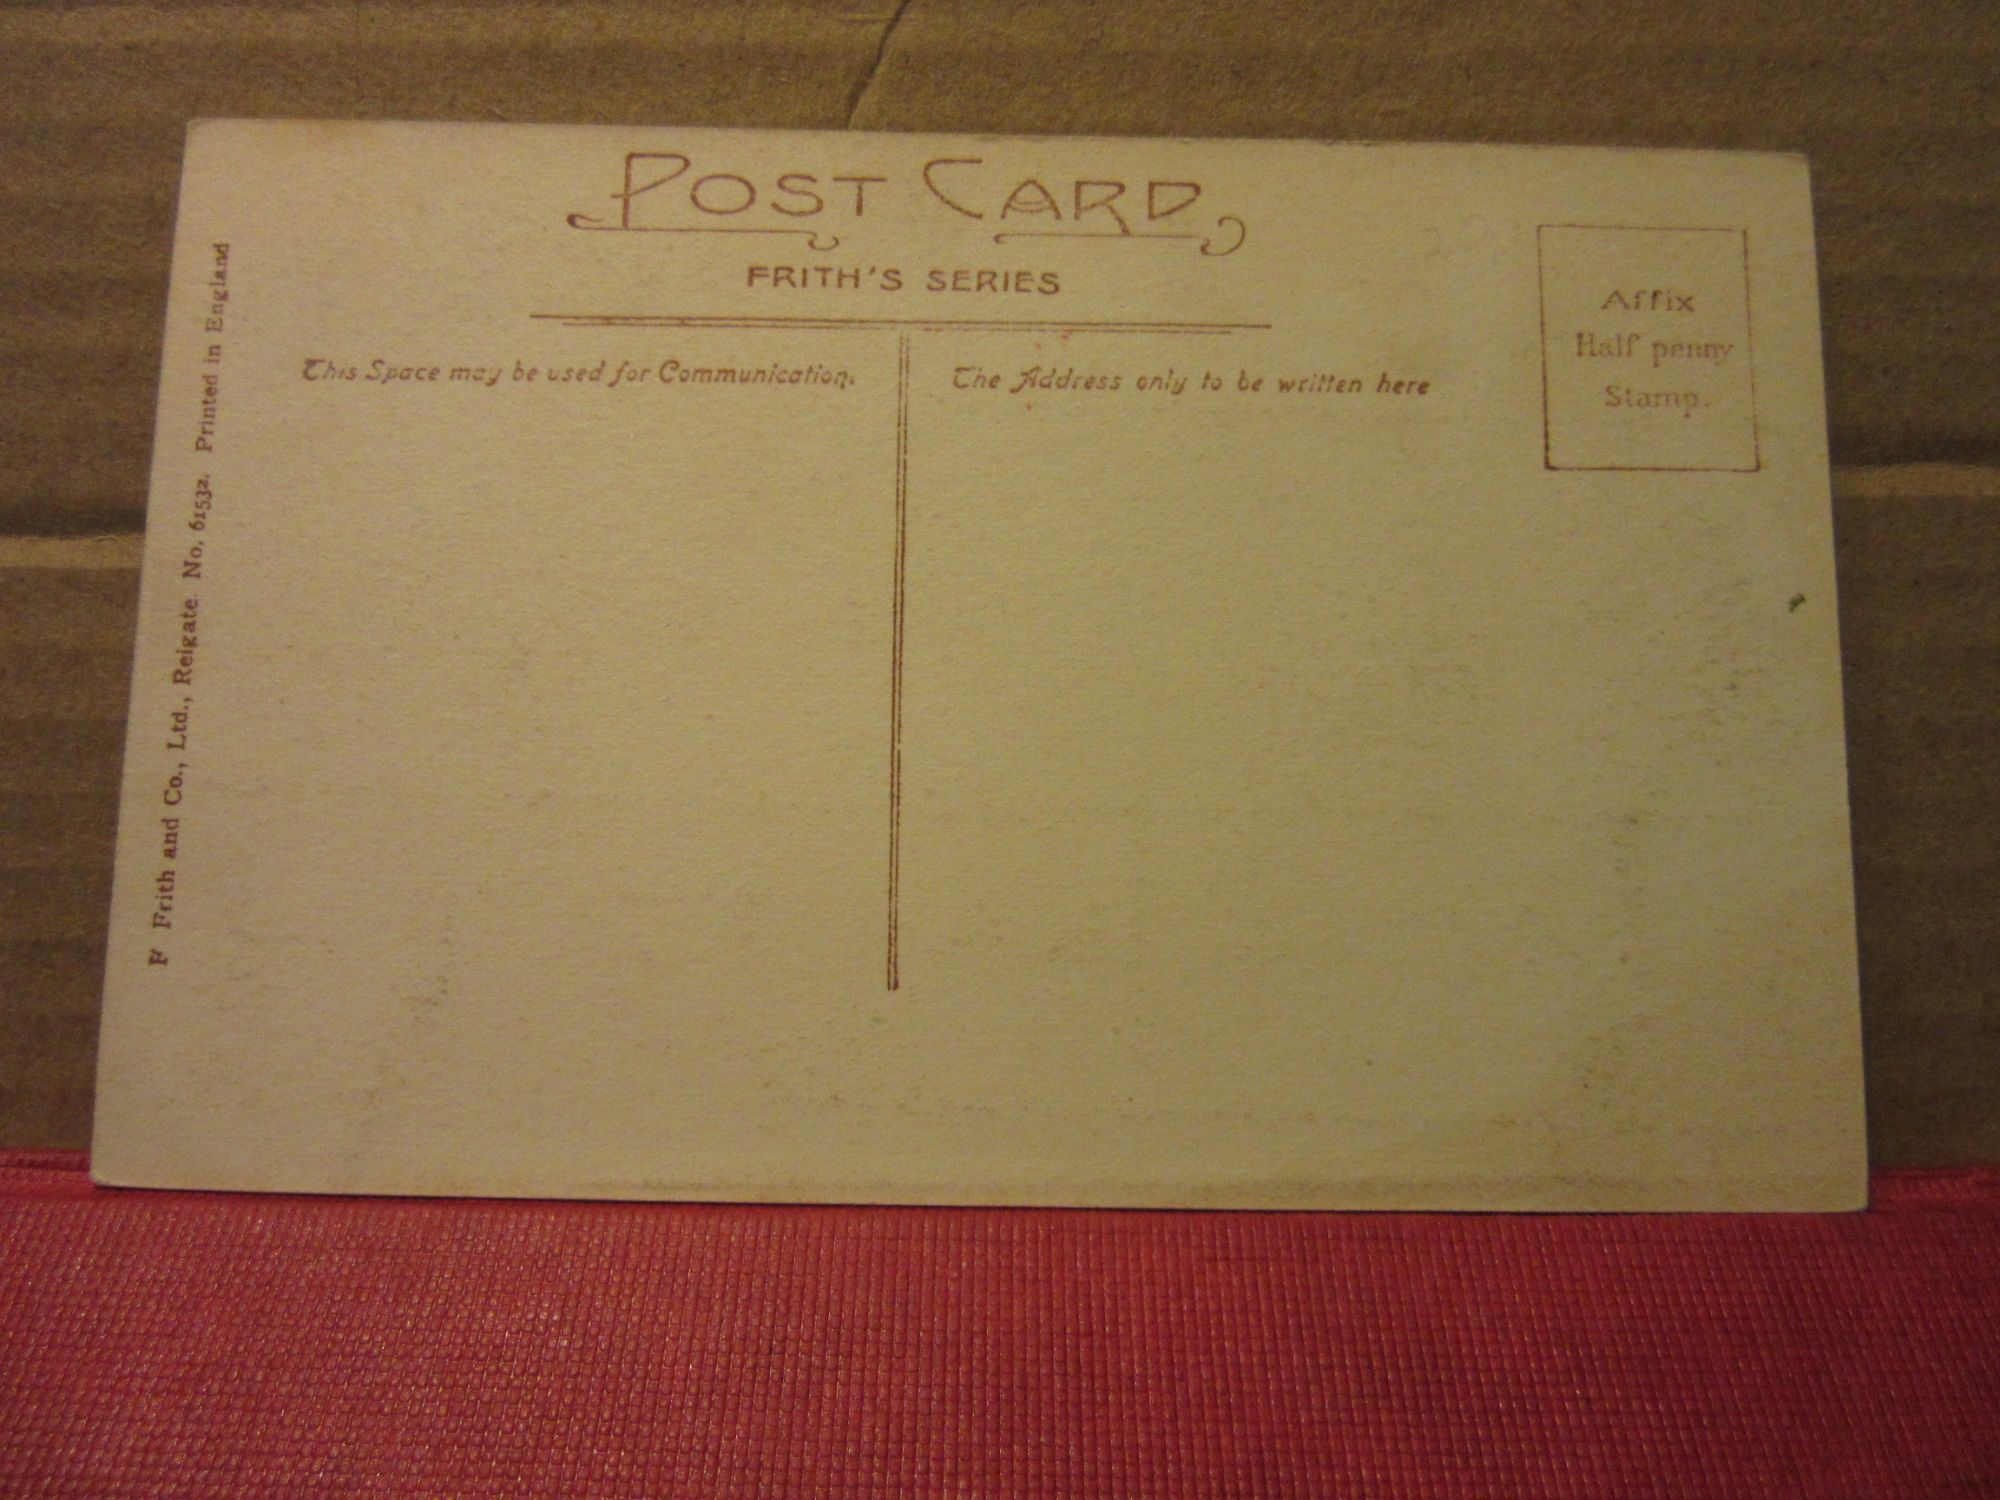 POST CARD
FRITH'S SERIES
This Space may be used for Communication.
The Address only to be written here
Affix
Half penny
Stamp.
F Frith and Co., Ltd., Reigate No. 61532. Printed in England